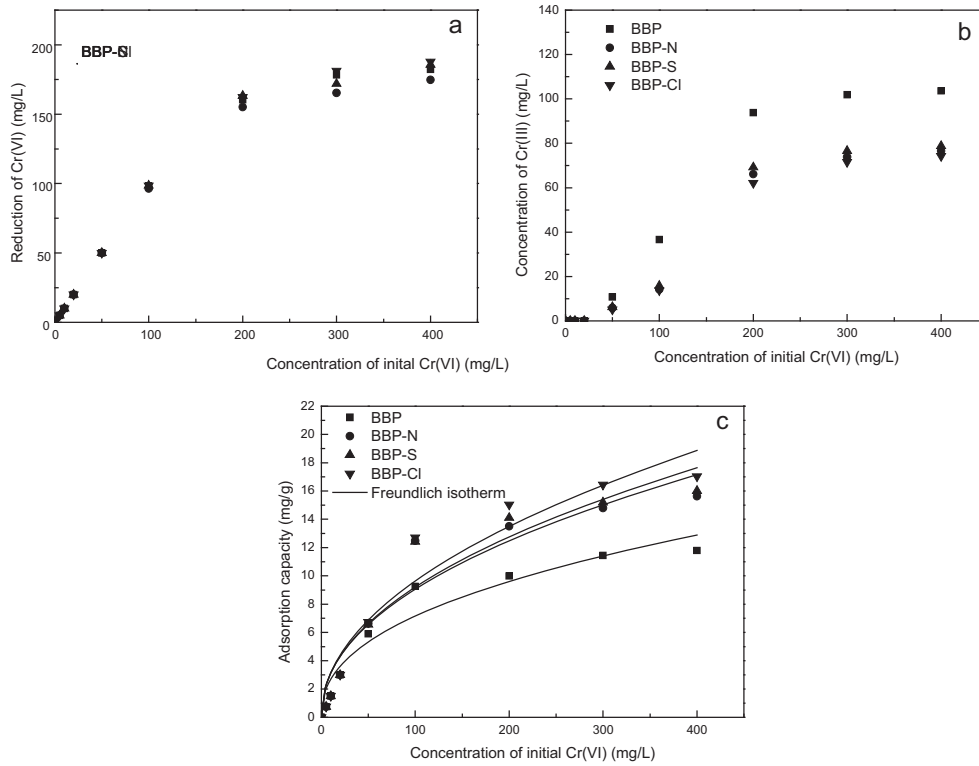 a
200
150
100
50
0
0 100 200 300 400
Reduction of Cr(VI) (mg/L)
Concentration of inital Cr(VI) (mg/L)
b
BBP
BBP-N
BBP-S
BBP-Cl
140
120
100
80
60
40
20
0
0 100 200 300 400
Concentration of Cr(III) (mg/L)
Concentration of initial Cr(VI) (mg/L)
c
BBP
BBP-N
BBP-S
BBP-Cl
Freundlich isotherm
22
20
18
16
14
12
10
8
6
4
2
0
0 100 200 300 400
Adsorption capacity (mg/g)
Concentration of initial Cr(VI) (mg/L)